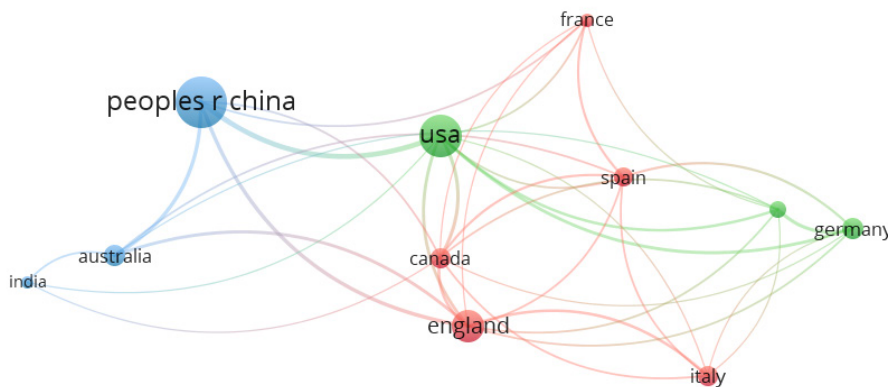 france
peoples r china
usa
spain
germany
australia
canada
india
england
italy